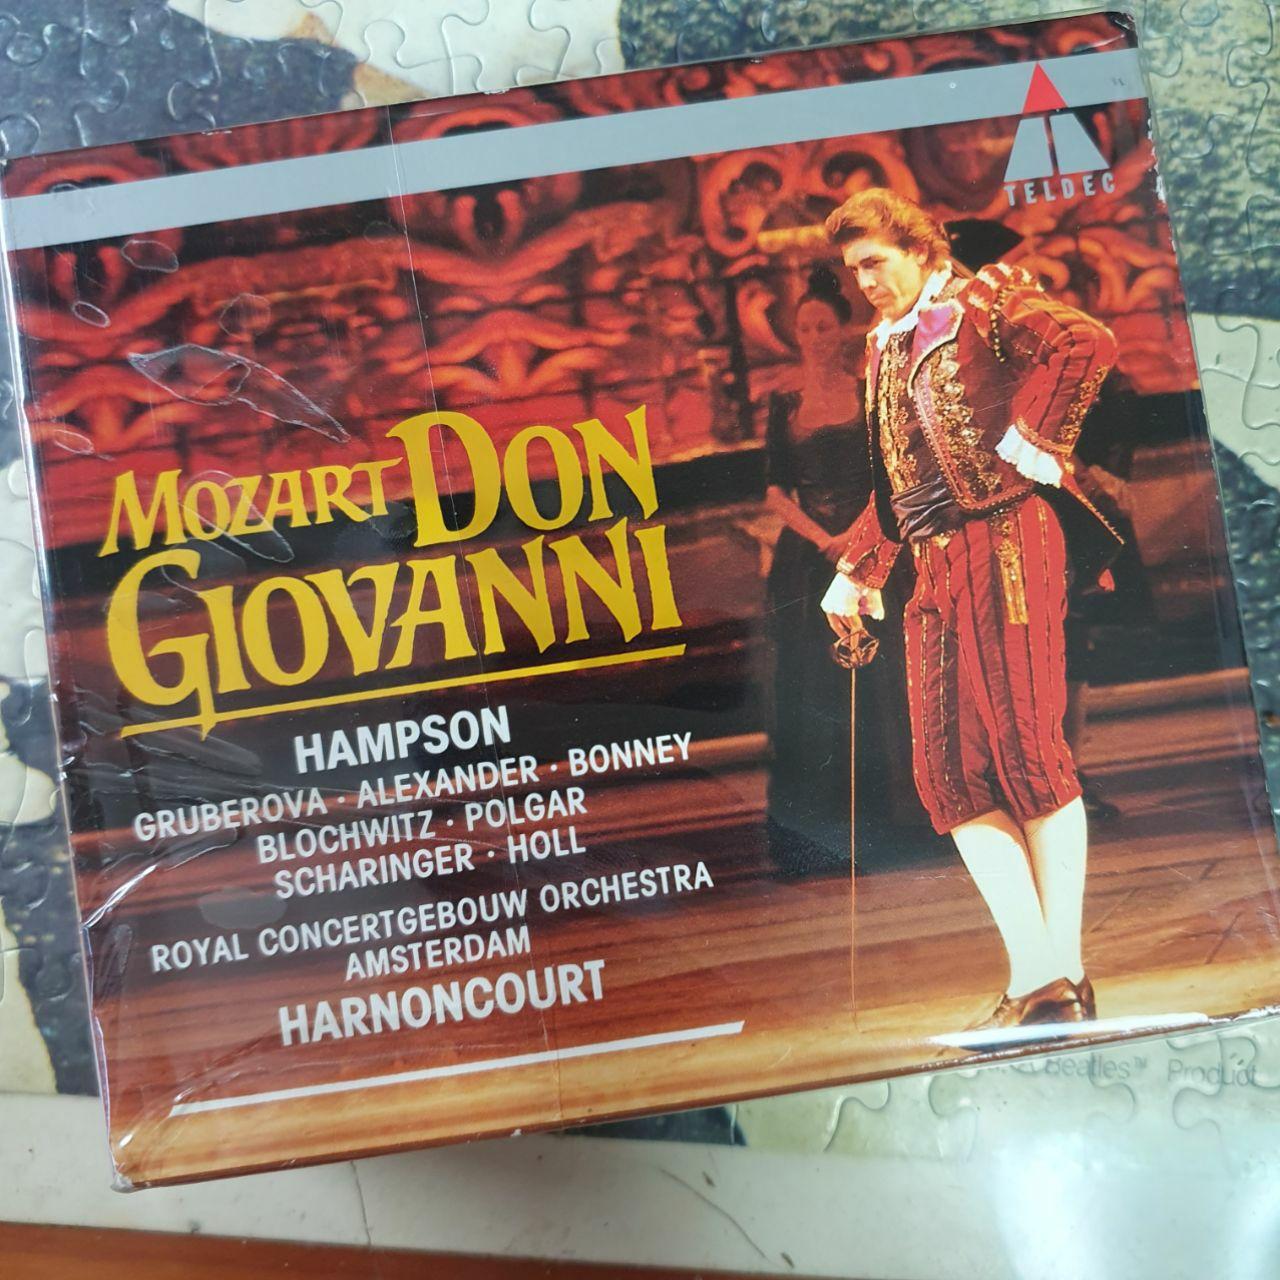 TELDEC
MOZART DON
GIOVANNI
HAMPSON
GRUBEROVA · ALEXANDER · BONNEY
BLOCHWITZ · POLGAR
SCHARINGER · HOLL
ROYAL CONCERTGEBOUW ORCHESTRA
AMSTERDAM
HARNONCOURT
Beatles™ Product